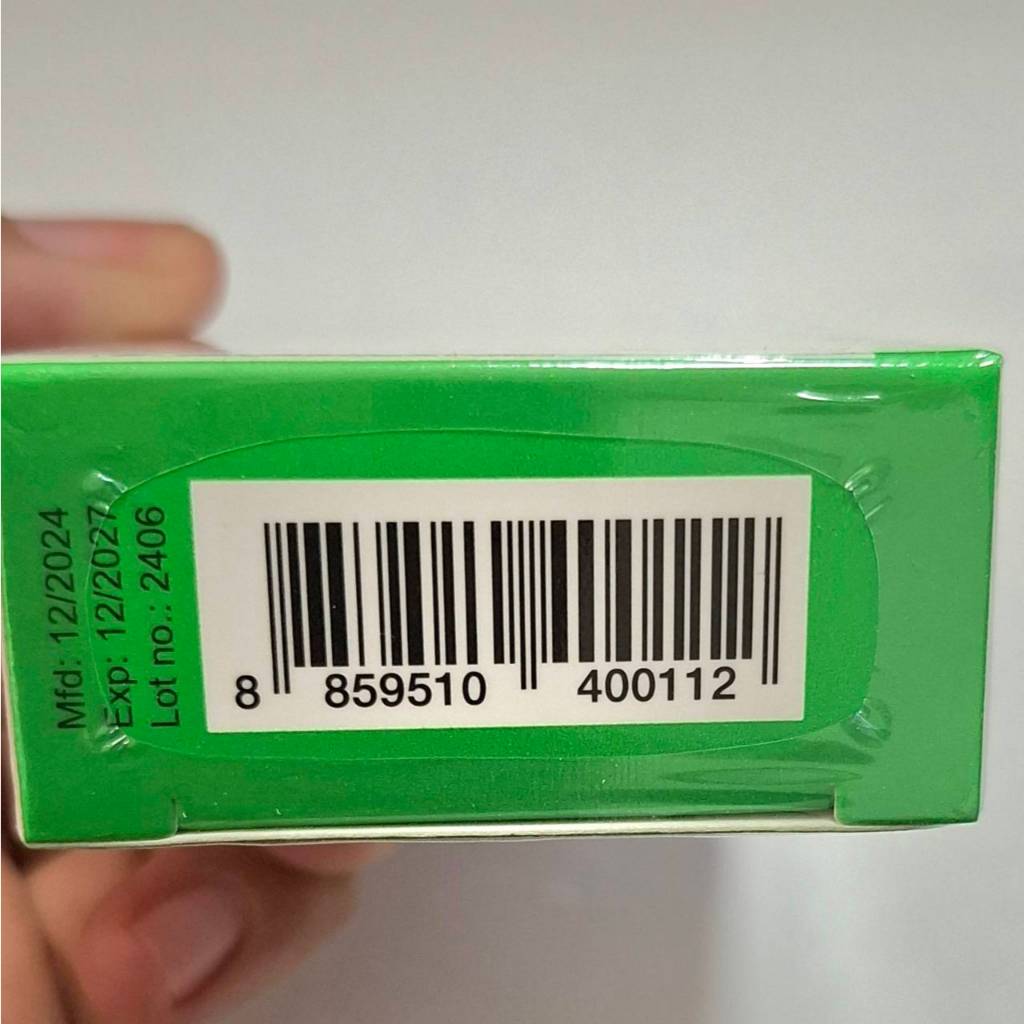 Mfd: 12/2024
Exp: 12/2027
Lot no.: 2406
8 859510 400112